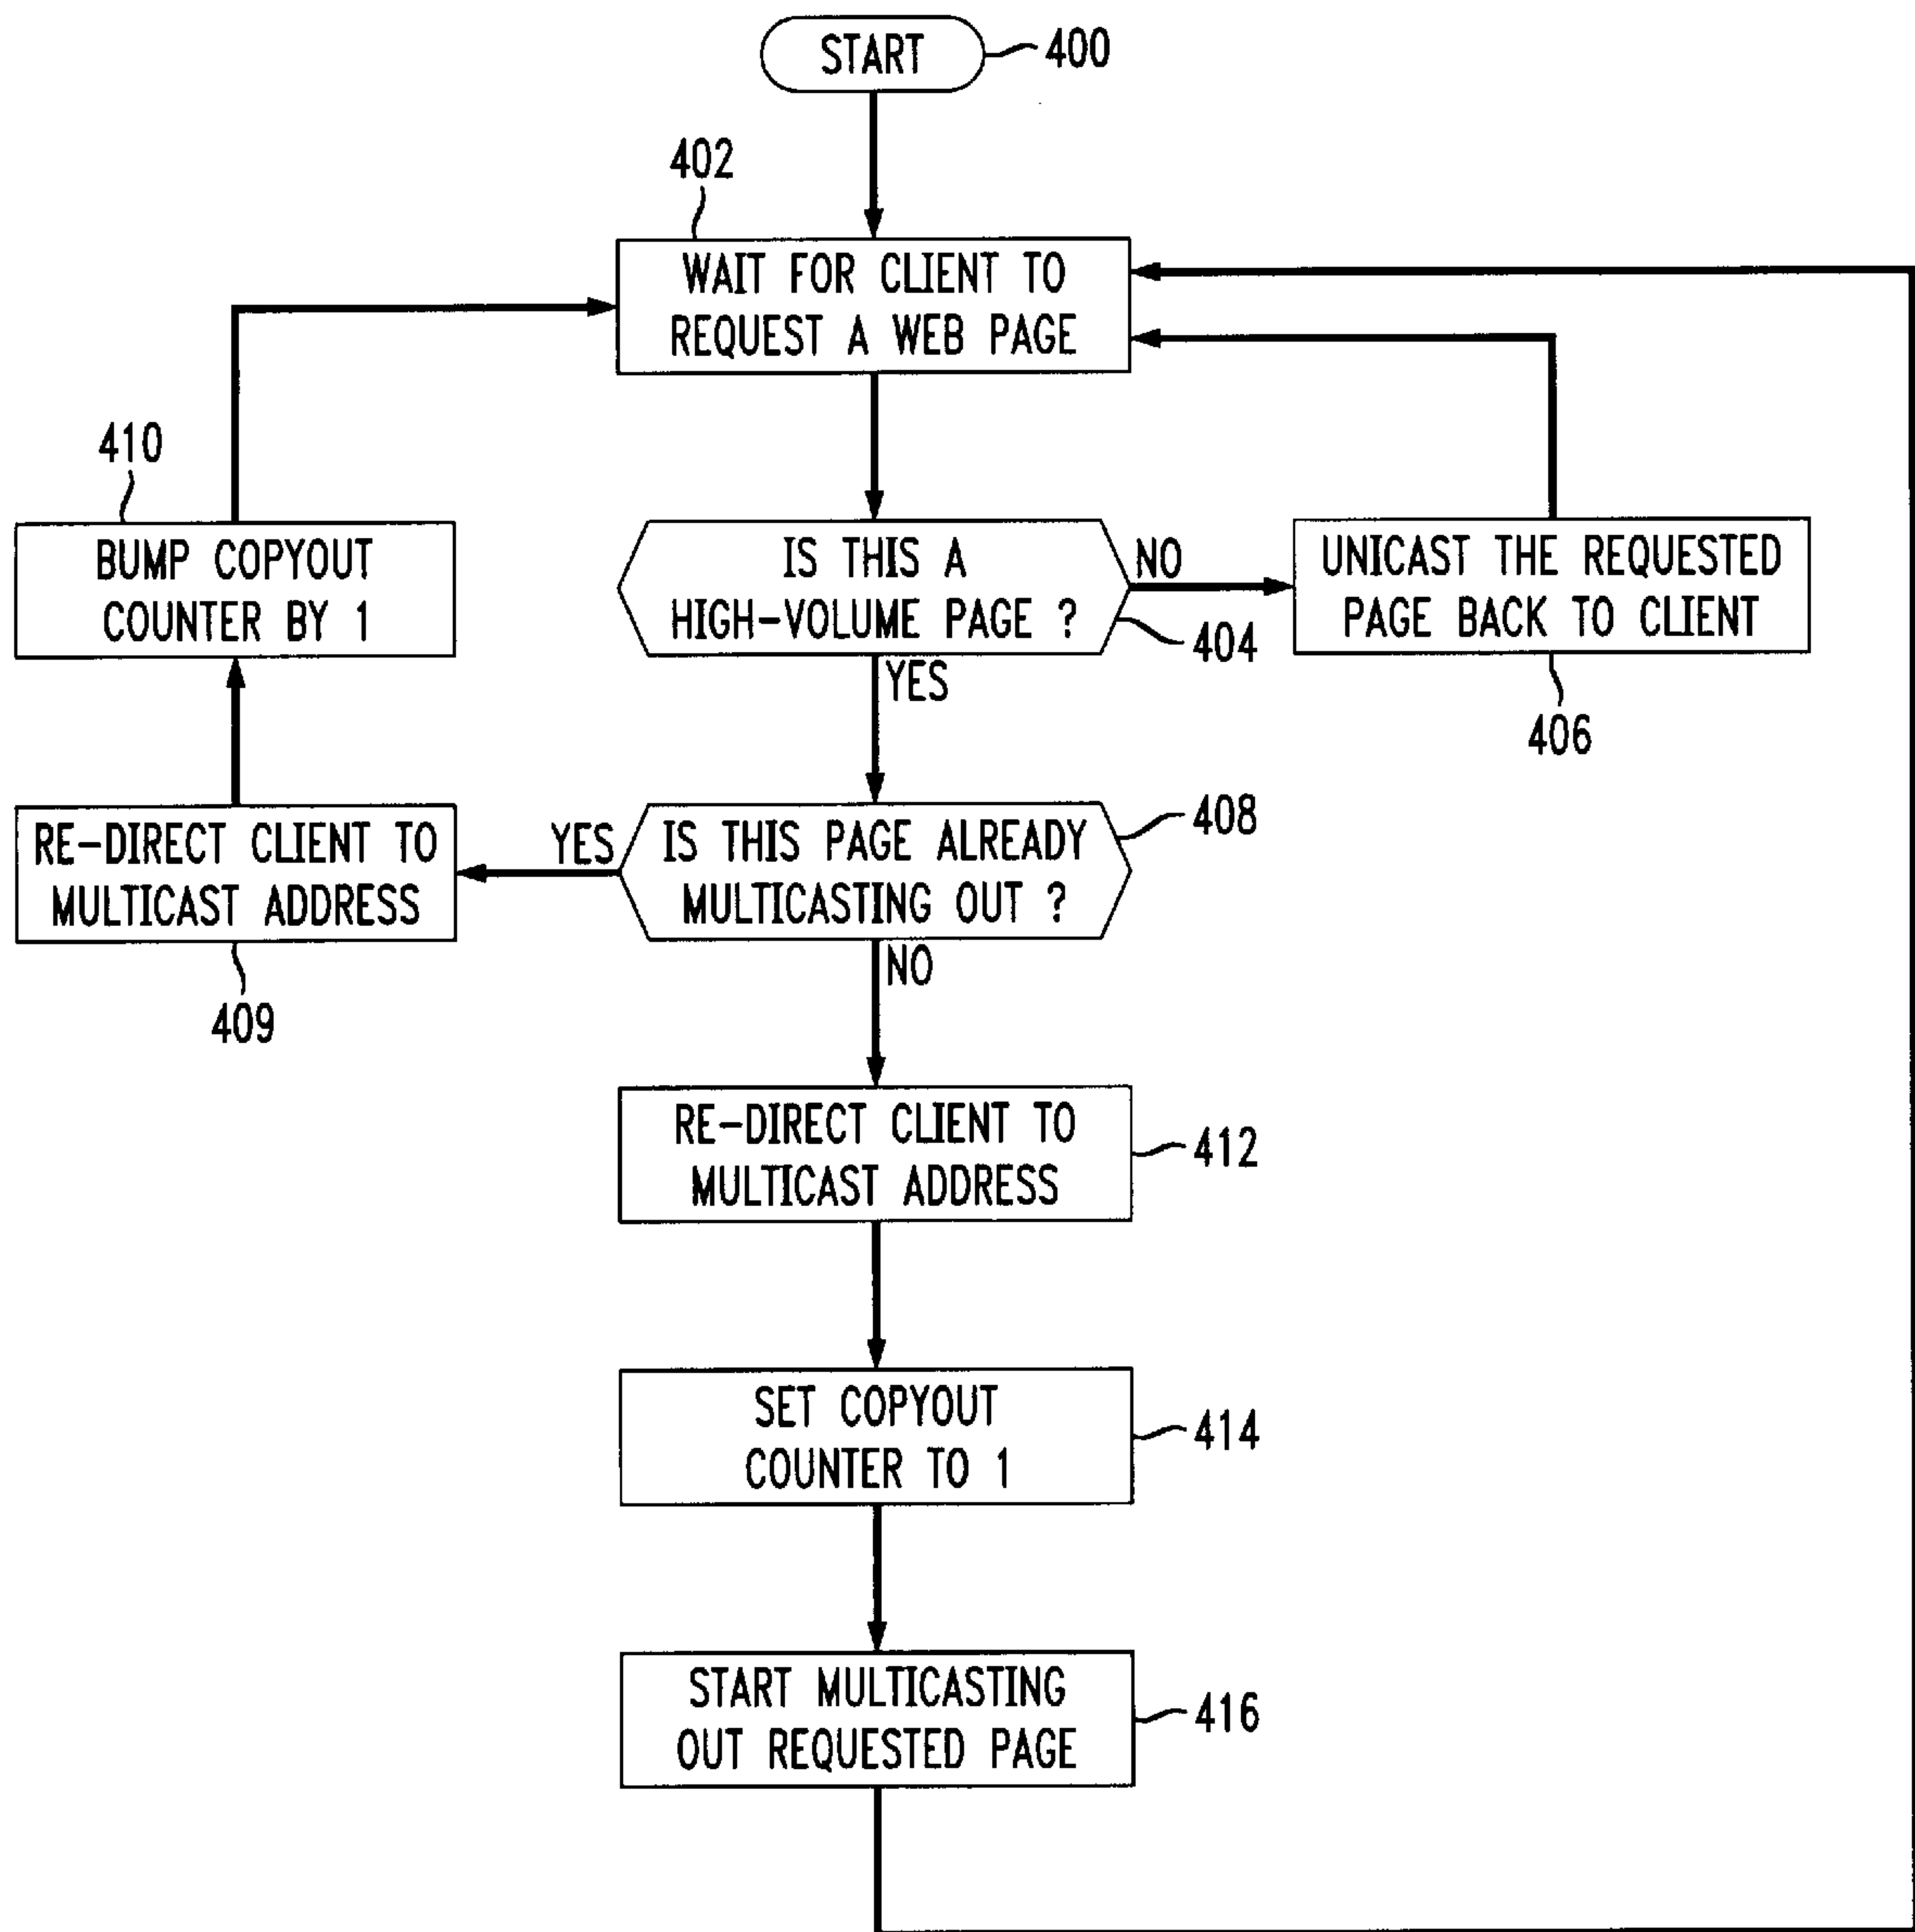 START
400
402
WAIT FOR CLIENT TO
REQUEST A WEB PAGE
410
BUMP COPYOUT
COUNTER BY 1
IS THIS A
HIGH-VOLUME PAGE ?
NO
404
YES
UNICAST THE REQUESTED
PAGE BACK TO CLIENT
406
RE-DIRECT CLIENT TO
MULTICAST ADDRESS
409
YES
IS THIS PAGE ALREADY
MULTICASTING OUT ?
408
NO
RE-DIRECT CLIENT TO
MULTICAST ADDRESS
412
SET COPYOUT
COUNTER TO 1
414
START MULTICASTING
OUT REQUESTED PAGE
416